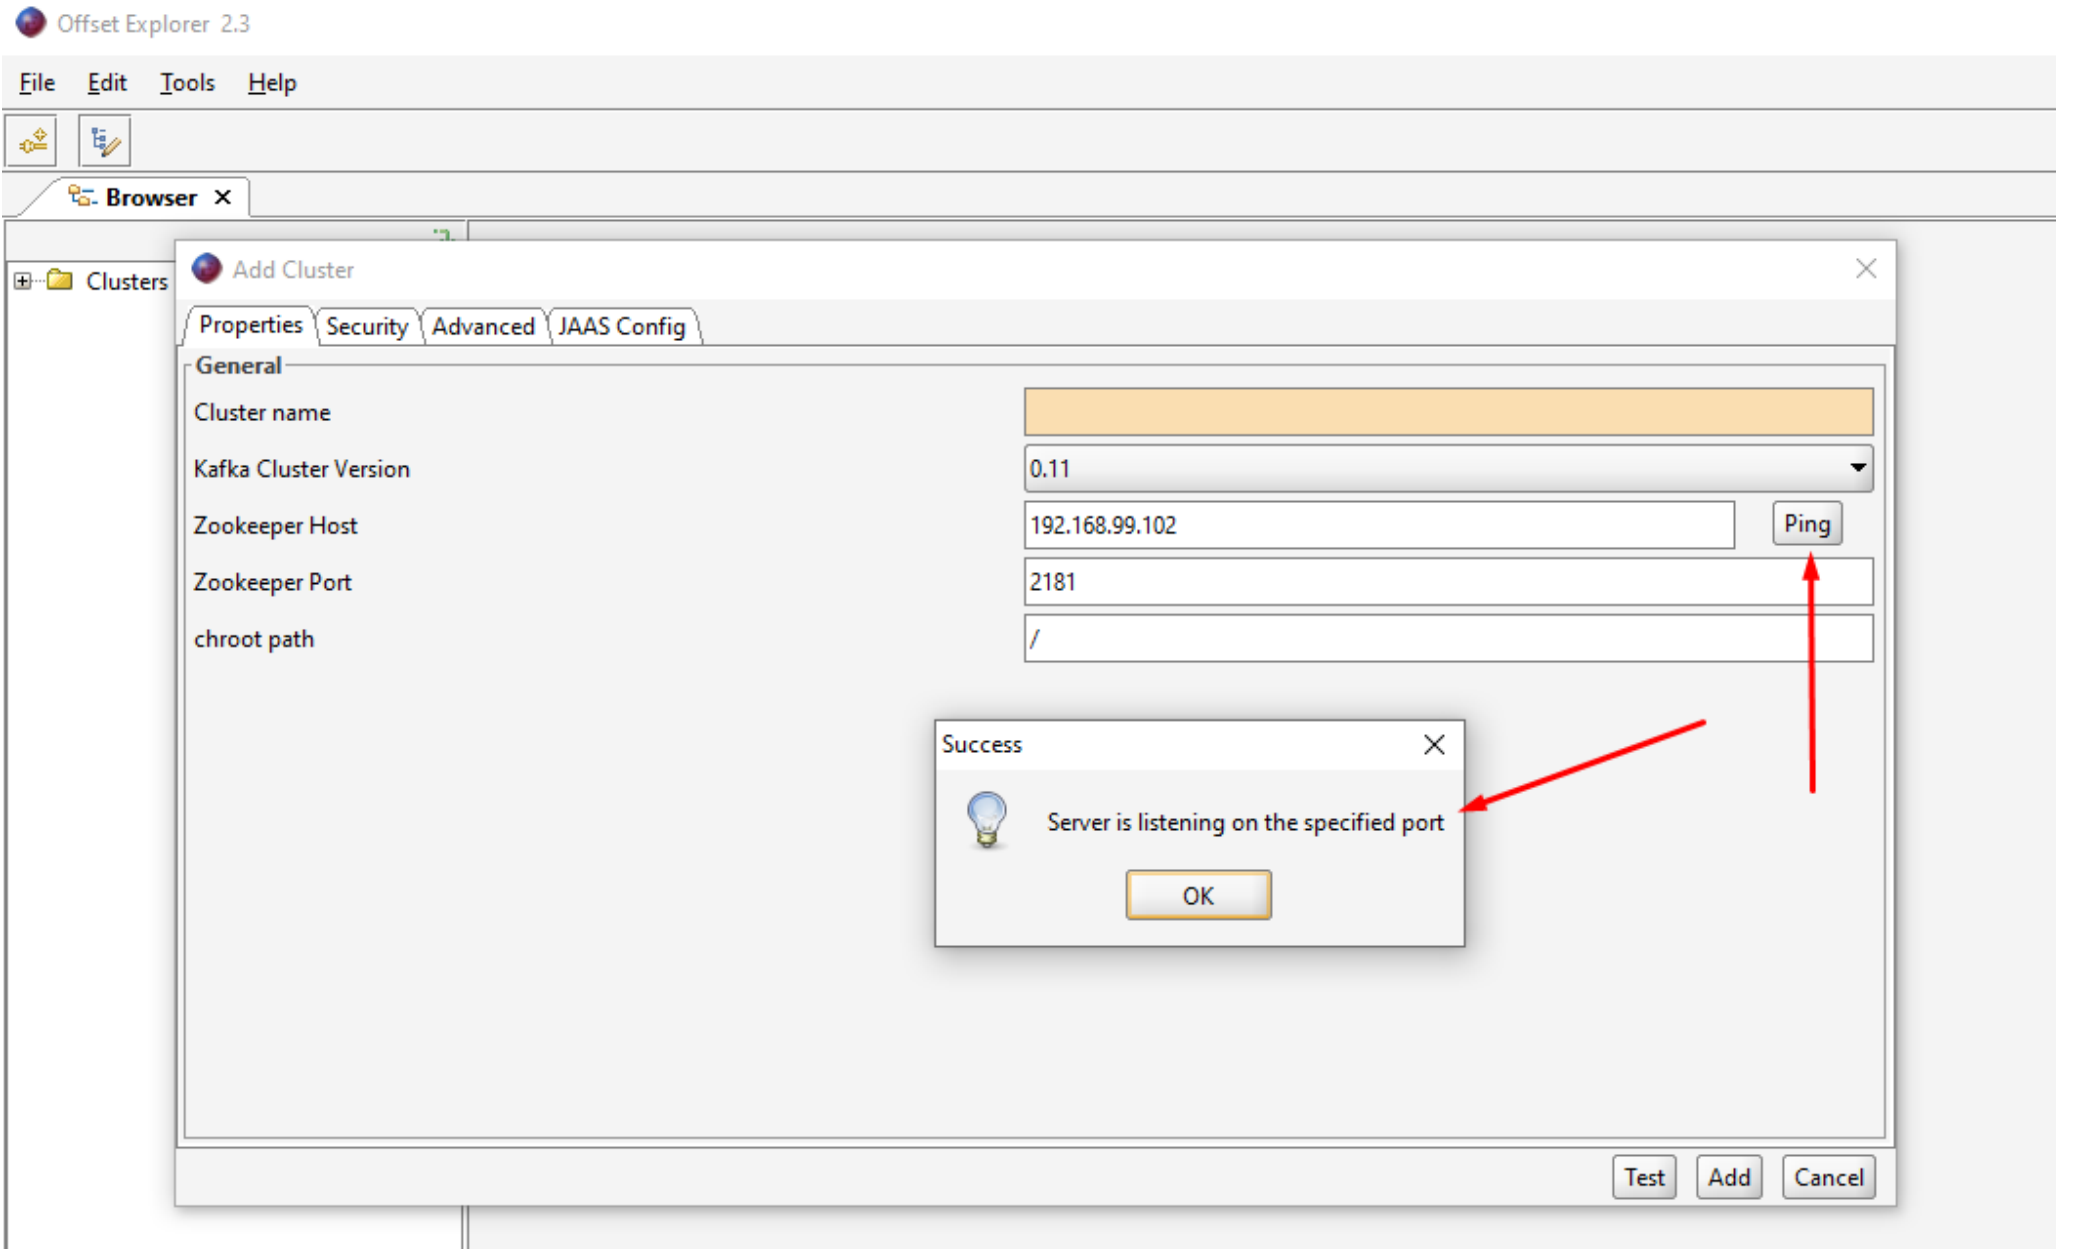 Offset Explorer 2.3
File Edit Tools Help
Browser
Clusters
Add Cluster
Properties Security Advanced JAAS Config
General
Cluster name
Kafka Cluster Version 0.11
Zookeeper Host 192.168.99.102 Ping
Zookeeper Port 2181
chroot path /
Success
Server is listening on the specified port
OK
Test Add Cancel